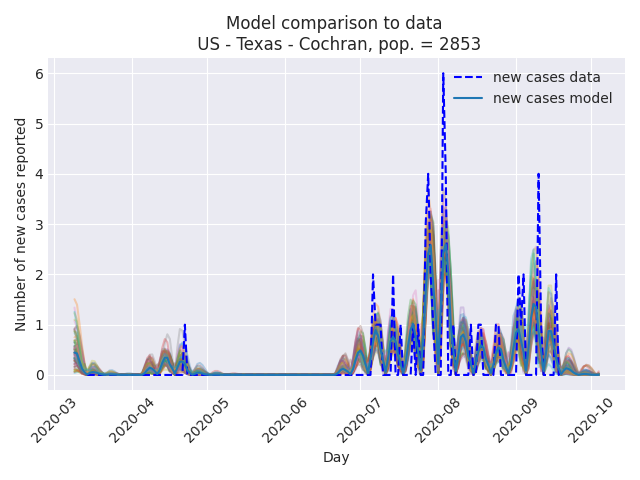 Model comparison to data
US - Texas - Cochran, pop. = 2853
new cases data
new cases model
Number of new cases reported
6
5
4
3
2
1
0
2020-03
2020-04
2020-05
2020-06
2020-07
2020-08
2020-09
2020-10
Day